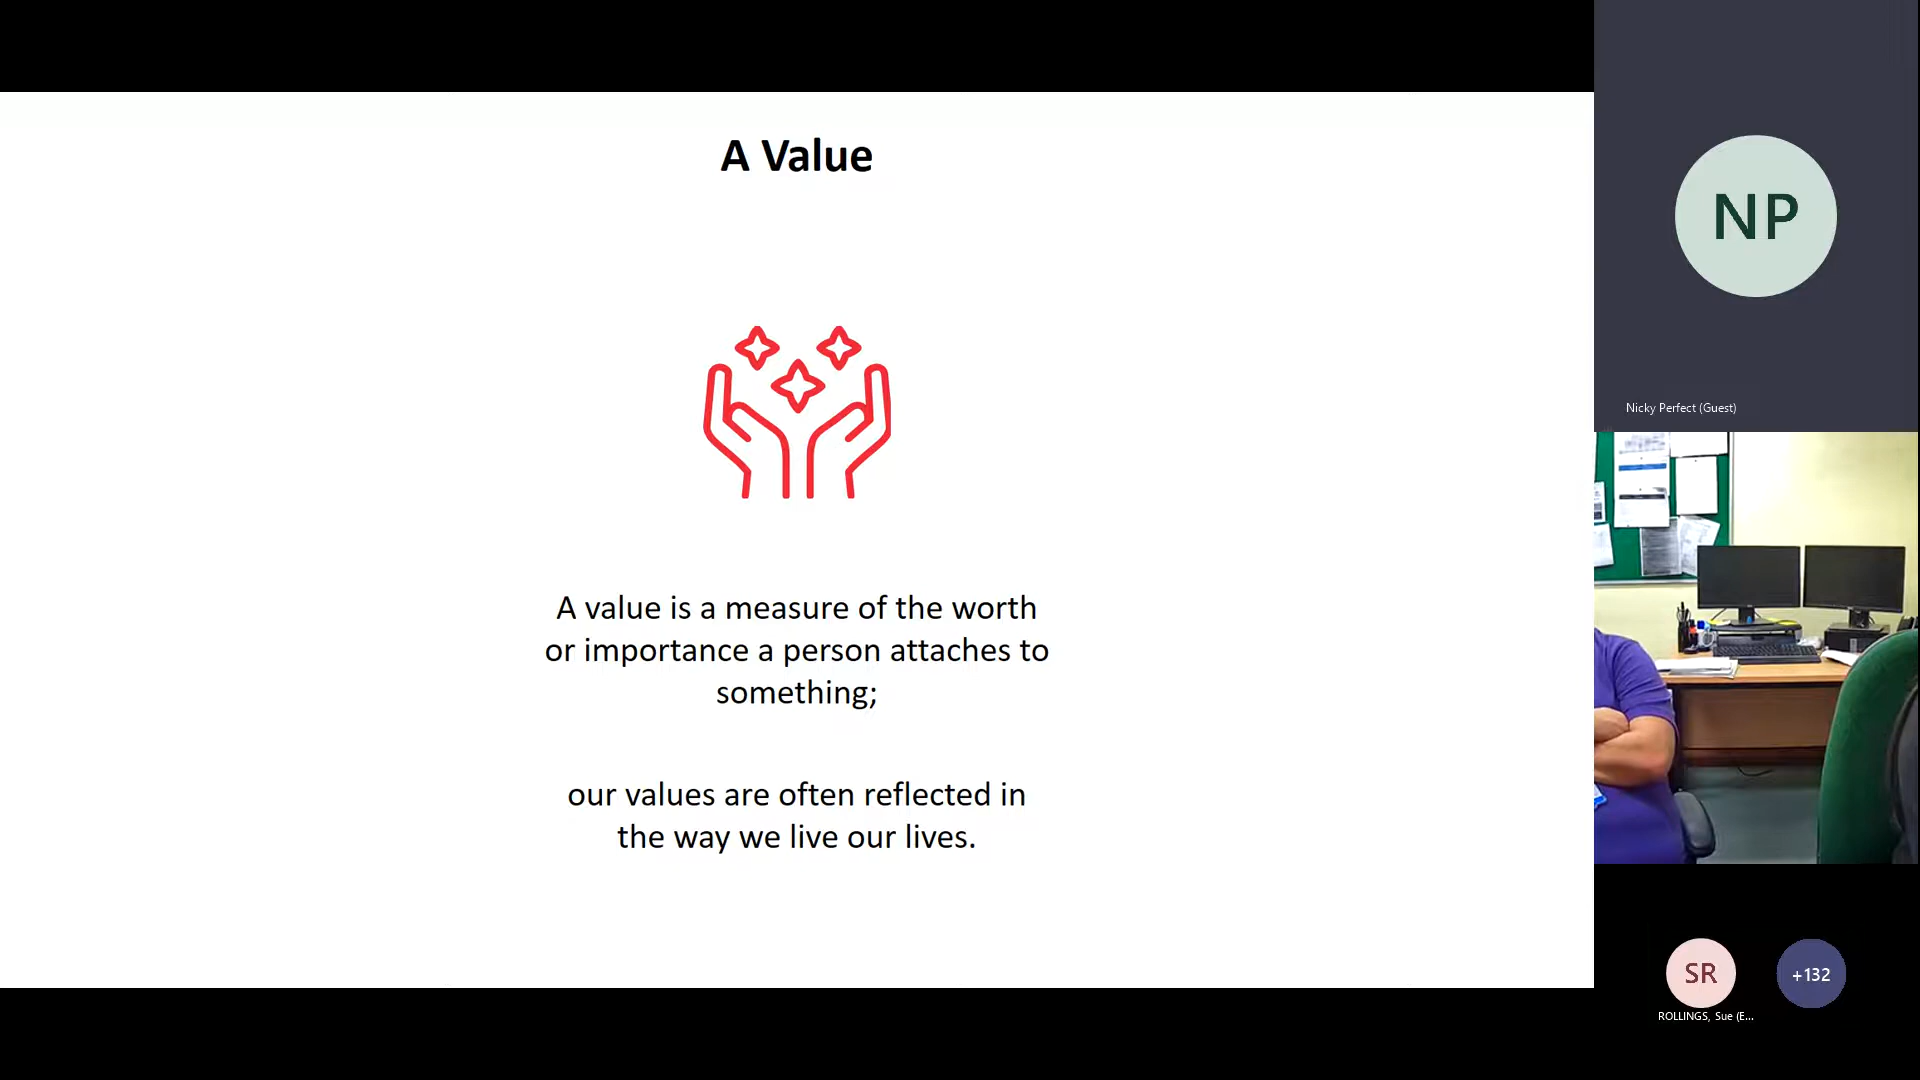 A Value
A value is a measure of the worth
or importance a person attaches to
something;
our values are often reflected in
the way we live our lives.
NP
Nicky Perfect (Guest)
SR
+132
ROLLINGS, Sue (E...